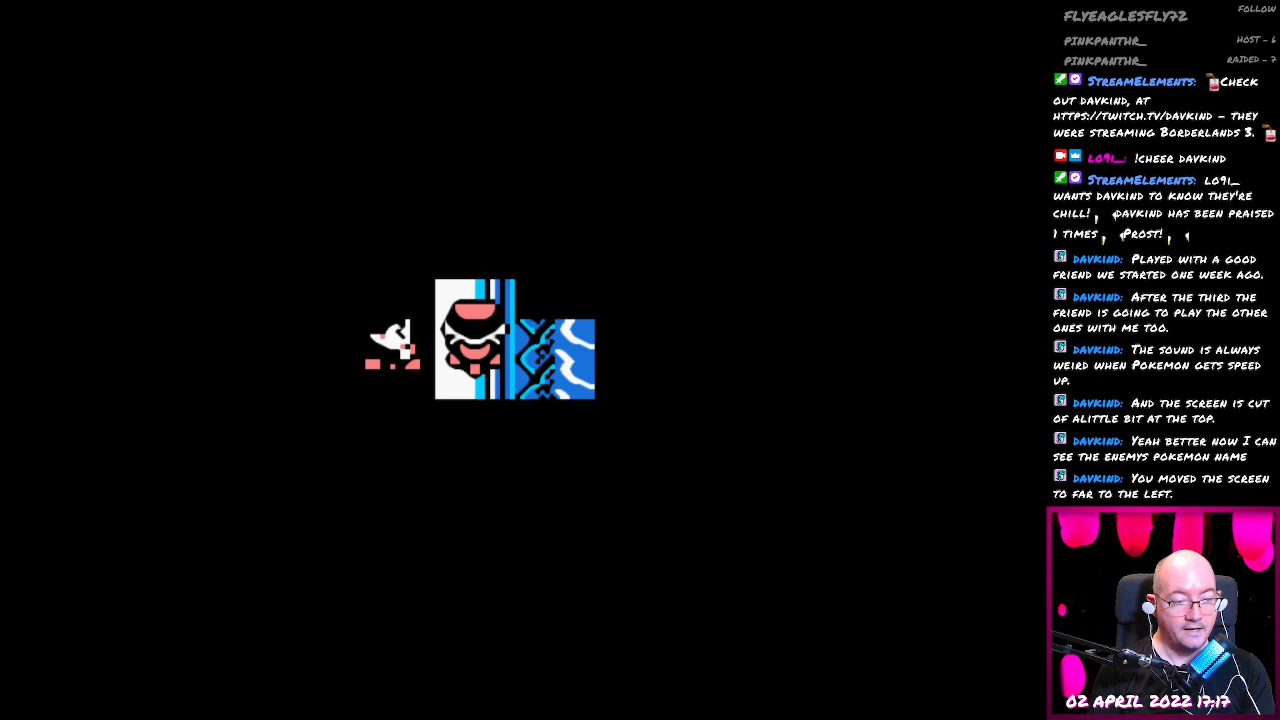 FLYEAGLESFLY72 FOLLOW
PINKPANTHR_ HOST - 6
PINKPANTHR_ RAIDED - 7
STREAMELEMENTS: CHECK
OUT DAVKIND, AT
HTTPS://TWITCH.TV/DAVKIND - THEY
WERE STREAMING BORDERLANDS 3.
LO91_: !CHEER DAVKIND
STREAMELEMENTS: LO91_
WANTS DAVKIND TO KNOW THEY'RE
CHILL! DAVKIND HAS BEEN PRAISED
1 TIMES PROST!
DAVKIND: PLAYED WITH A GOOD
FRIEND WE STARTED ONE WEEK AGO.
DAVKIND: AFTER THE THIRD THE
FRIEND IS GOING TO PLAY THE OTHER
ONES WITH ME TOO.
DAVKIND: THE SOUND IS ALWAYS
WEIRD WHEN POKEMON GETS SPEED
UP.
DAVKIND: AND THE SCREEN IS CUT
OF ALITTLE BIT AT THE TOP.
DAVKIND: YEAH BETTER NOW I CAN
SEE THE ENEMYS POKEMON NAME
DAVKIND: YOU MOVED THE SCREEN
TO FAR TO THE LEFT.
02 APRIL 2022 17:17